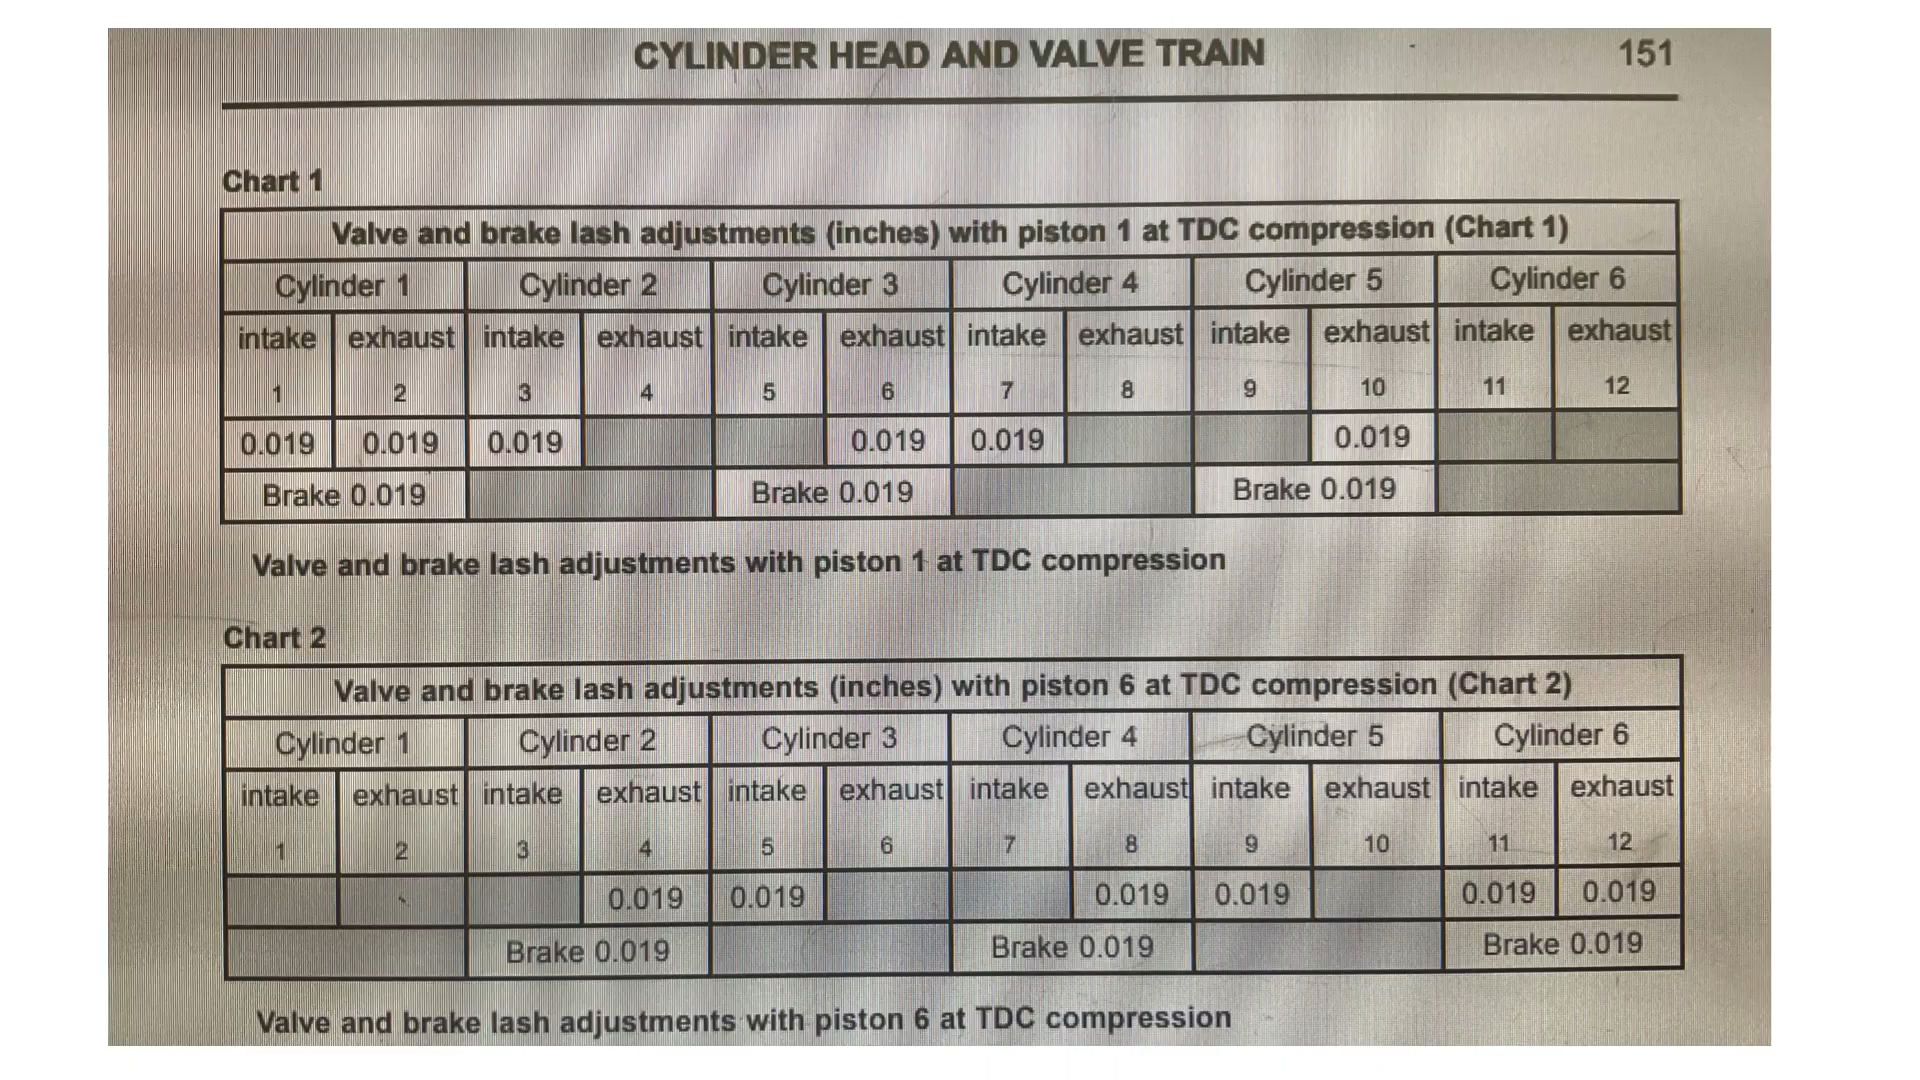 CYLINDER HEAD AND VALVE TRAIN 151
Chart 1
Valve and brake lash adjustments (inches) with piston 1 at TDC compression (Chart 1)
Cylinder 1 Cylinder 2 Cylinder 3 Cylinder 4 Cylinder 5 Cylinder 6
intake exhaust intake exhaust intake exhaust intake exhaust intake exhaust intake exhaust
1 2 3 4 5 6 7 8 9 10 11 12
0.019 0.019 0.019 0.019 0.019 0.019
Brake 0.019 Brake 0.019 Brake 0.019
Valve and brake lash adjustments with piston 1 at TDC compression
Chart 2
Valve and brake lash adjustments (inches) with piston 6 at TDC compression (Chart 2)
Cylinder 1 Cylinder 2 Cylinder 3 Cylinder 4 Cylinder 5 Cylinder 6
intake exhaust intake exhaust intake exhaust intake exhaust intake exhaust intake exhaust
1 2 3 4 5 6 7 8 9 10 11 12
0.019 0.019 0.019 0.019 0.019 0.019
Brake 0.019 Brake 0.019 Brake 0.019
Valve and brake lash adjustments with piston 6 at TDC compression